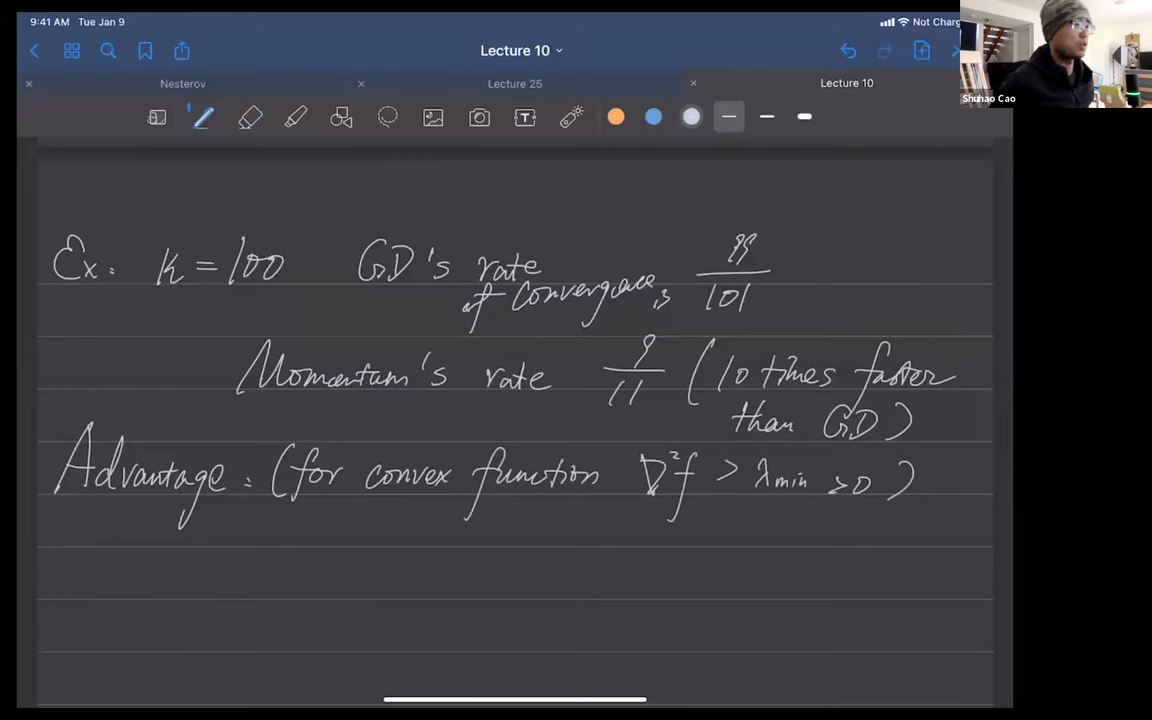 9:41 AM Tue Jan 9
Not Charg
Lecture 10
Nesterov
Lecture 25
Lecture 10
Shuhao Cao
Ex: K = 100 GD's rate of convergence is 99/101
Momentum's rate 9/11 (10 times faster
than GD)
Advantage: (for convex function ∇²f > λmin >0)